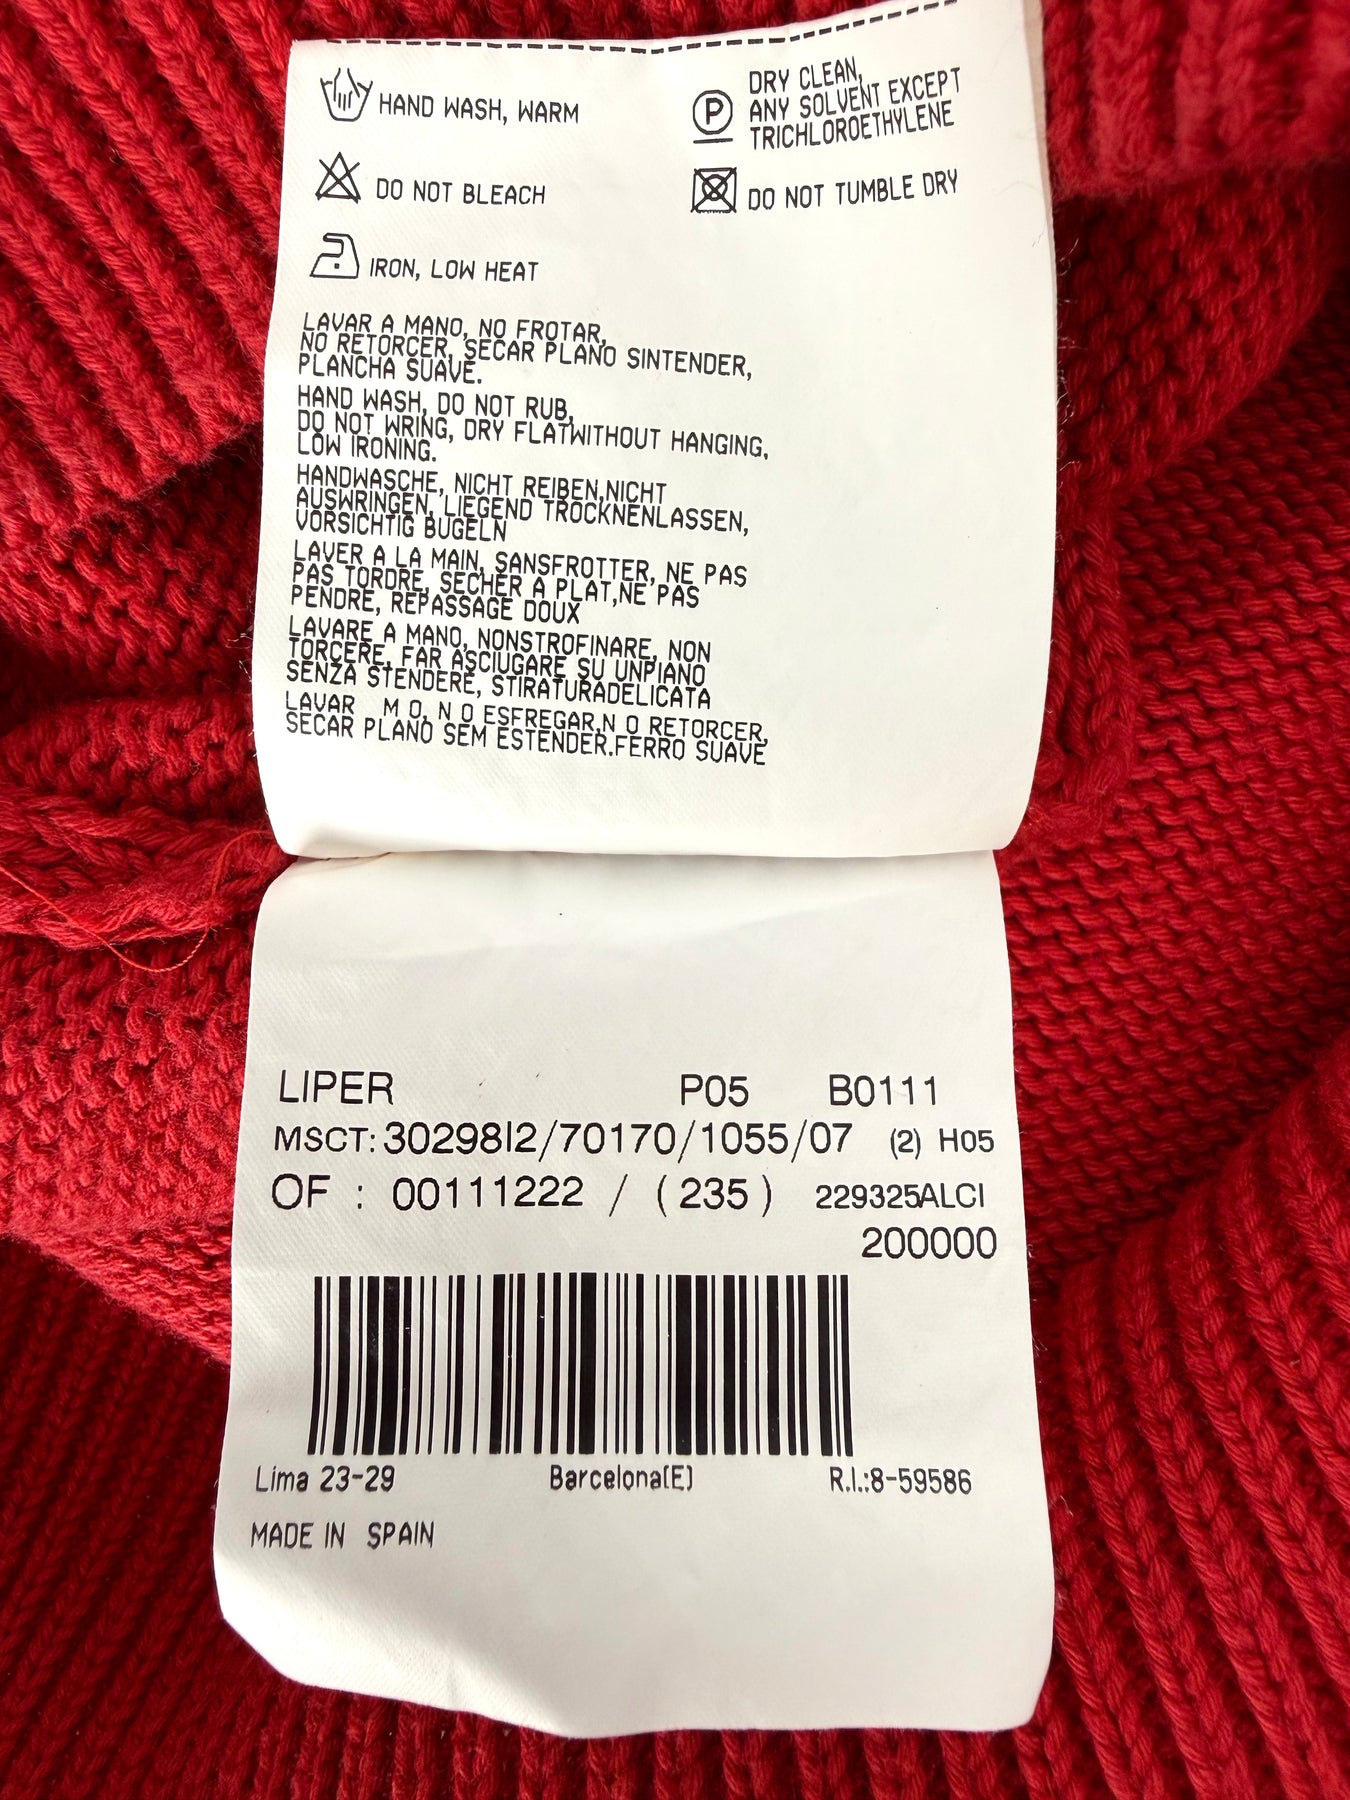 HAND WASH, WARM
DO NOT BLEACH
IRON, LOW HEAT
P
DRY CLEAN,
ANY SOLVENT EXCEPT
TRICHLOROETHYLENE
DO NOT TUMBLE DRY
LAVAR A MANO, NO FROTAR,
NO RETORCER, SECAR PLANO SINTENDER,
PLANCHA SUAVE.
HAND WASH, DO NOT RUB,
DO NOT WRING, DRY FLATWITHOUT HANGING,
LOW IRONING.
HANDWASCHE, NICHT REIBEN,NICHT
AUSWRINGEN, LIEGEND TROCKNENLASSEN,
VORSICHTIG BUGELN
LAVER A LA MAIN, SANSFROTTER, NE PAS
PAS TORDRE, SECHER A PLAT,NE PAS
PENDRE, REPASSAGE DOUX
LAVARE A MANO, NONSTROFINARE, NON
TORCERE, FAR ASCIUGARE SU UNPIANO
SENZA STENDERE, STIRATURADELICATA
LAVAR M O, N O ESFREGAR,N O RETORCER,
SECAR PLANO SEM ESTENDER.FERRO SUAVE
LIPER P05 B0111
MSCT: 30298I2/70170/1055/07 (2) H05
OF : 00111222 / (235) 229325ALCI
200000
Lima 23-29 Barcelona(E) R.I.:8-59586
MADE IN SPAIN